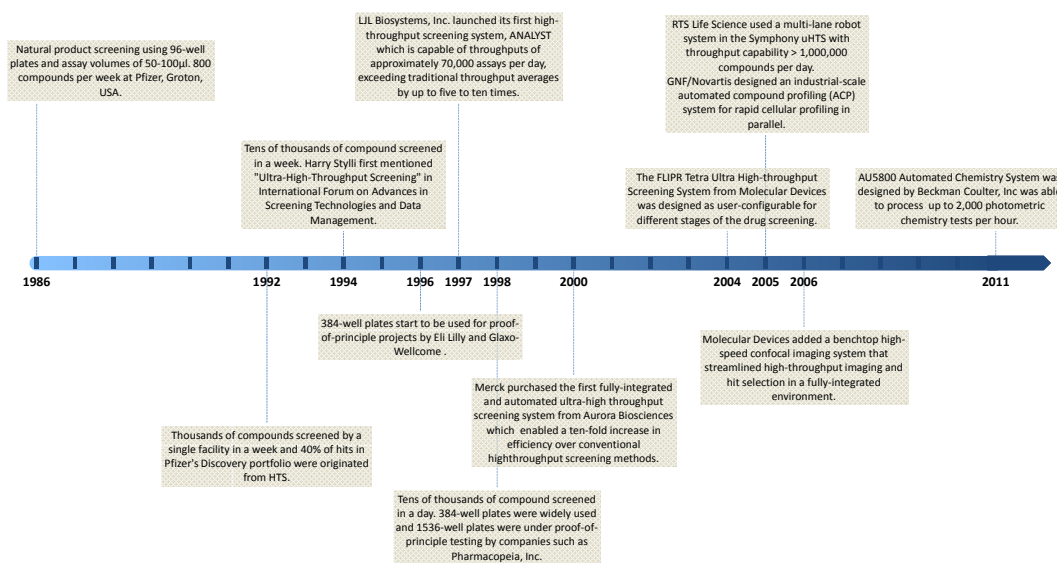 Natural product screening using 96-well
plates and assay volumes of 50-100µl. 800
compounds per week at Pfizer, Groton,
USA.
LJL Biosystems, Inc. launched its first high-
throughput screening system, ANALYST
which is capable of throughputs of
approximately 70,000 assays per day,
exceeding traditional throughput averages
by up to five to ten times.
RTS Life Science used a multi-lane robot
system in the Symphony uHTS with
throughput capability > 1,000,000
compounds per day.
GNF/Novartis designed an industrial-scale
automated compound profiling (ACP)
system for rapid cellular profiling in
parallel.
Tens of thousands of compound screened
in a week. Harry Stylli first mentioned
"Ultra-High-Throughput Screening" in
International Forum on Advances in
Screening Technologies and Data
Management.
The FLIPR Tetra Ultra High-throughput
Screening System from Molecular Devices
was designed as user-configurable for
different stages of the drug screening.
AU5800 Automated Chemistry System was
designed by Beckman Coulter, Inc was able
to process up to 2,000 photometric
chemistry tests per hour.
1986 1992 1994 1996 1997 1998 2000 2004 2005 2006 2011
384-well plates start to be used for proof-
of-principle projects by Eli Lilly and Glaxo-
Wellcome .
Molecular Devices added a benchtop high-
speed confocal imaging system that
streamlined high-throughput imaging and
hit selection in a fully-integrated
environment.
Merck purchased the first fully-integrated
and automated ultra-high throughput
screening system from Aurora Biosciences
which enabled a ten-fold increase in
efficiency over conventional
highthroughput screening methods.
Thousands of compounds screened by a
single facility in a week and 40% of hits in
Pfizer's Discovery portfolio were originated
from HTS.
Tens of thousands of compound screened
in a day. 384-well plates were widely used
and 1536-well plates were under proof-of-
principle testing by companies such as
Pharmacopeia, Inc.